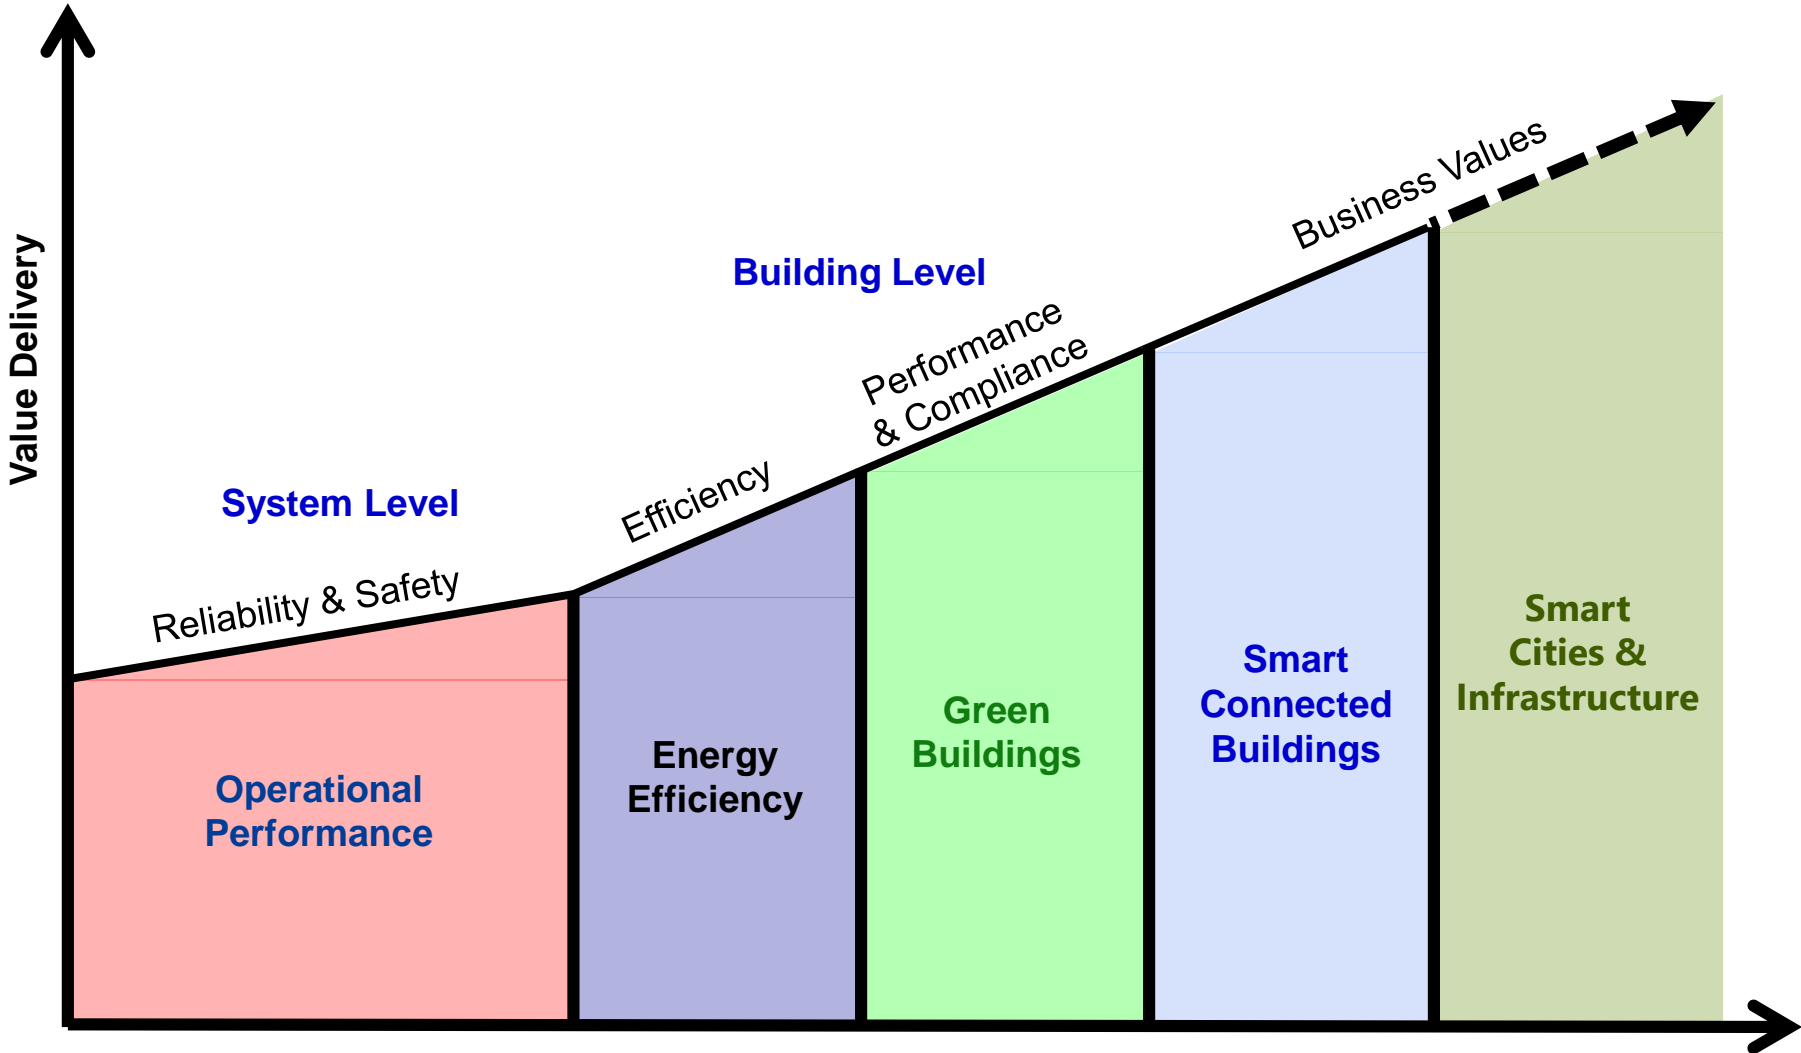 Value Delivery
System Level
Building Level
Reliability & Safety
Efficiency
Performance
& Compliance
Business Values
Operational
Performance
Energy
Efficiency
Green
Buildings
Smart
Connected
Buildings
Smart
Cities &
Infrastructure